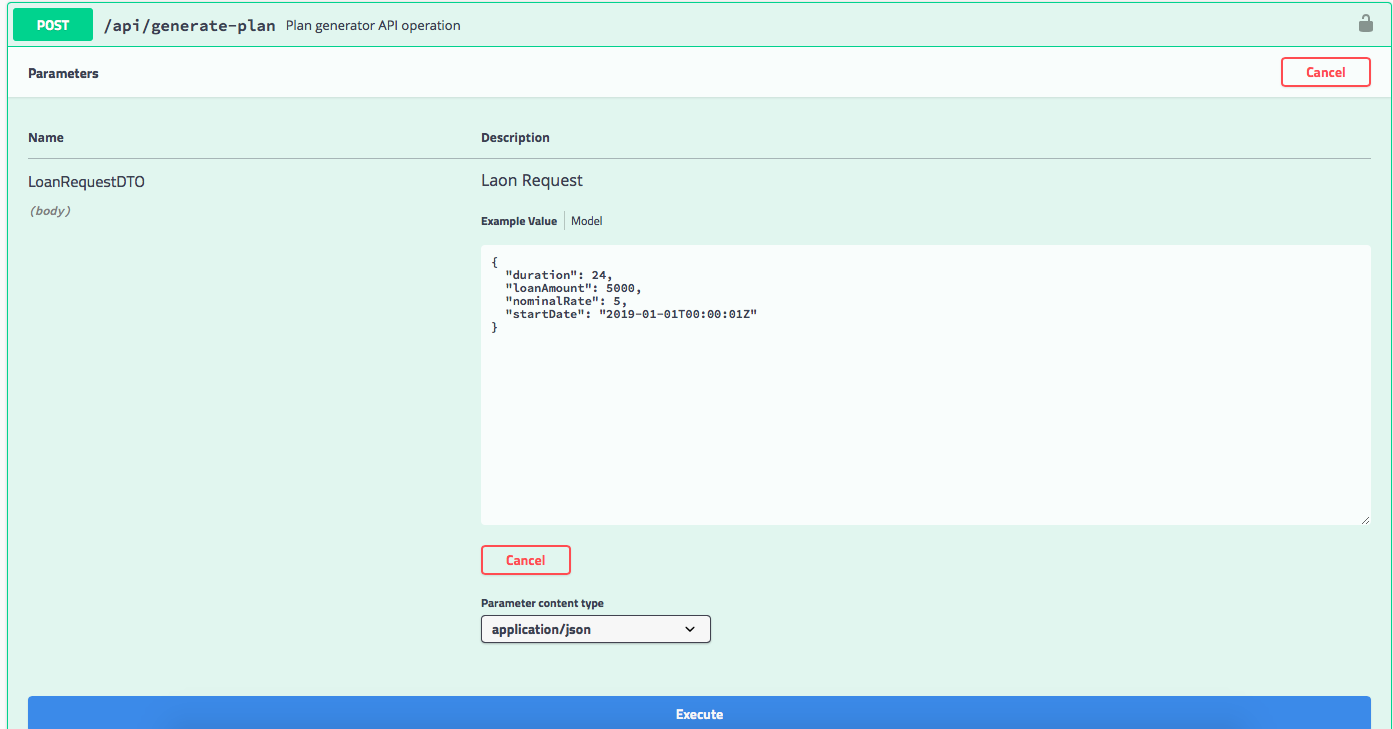 POST /api/generate-plan Plan generator API operation
Parameters Cancel
Name Description
LoanRequestDTO Laon Request
(body)
Example Value Model
{
"duration": 24,
"loanAmount": 5000,
"nominalRate": 5,
"startDate": "2019-01-01T00:00:01Z"
}
Cancel
Parameter content type
application/json
Execute